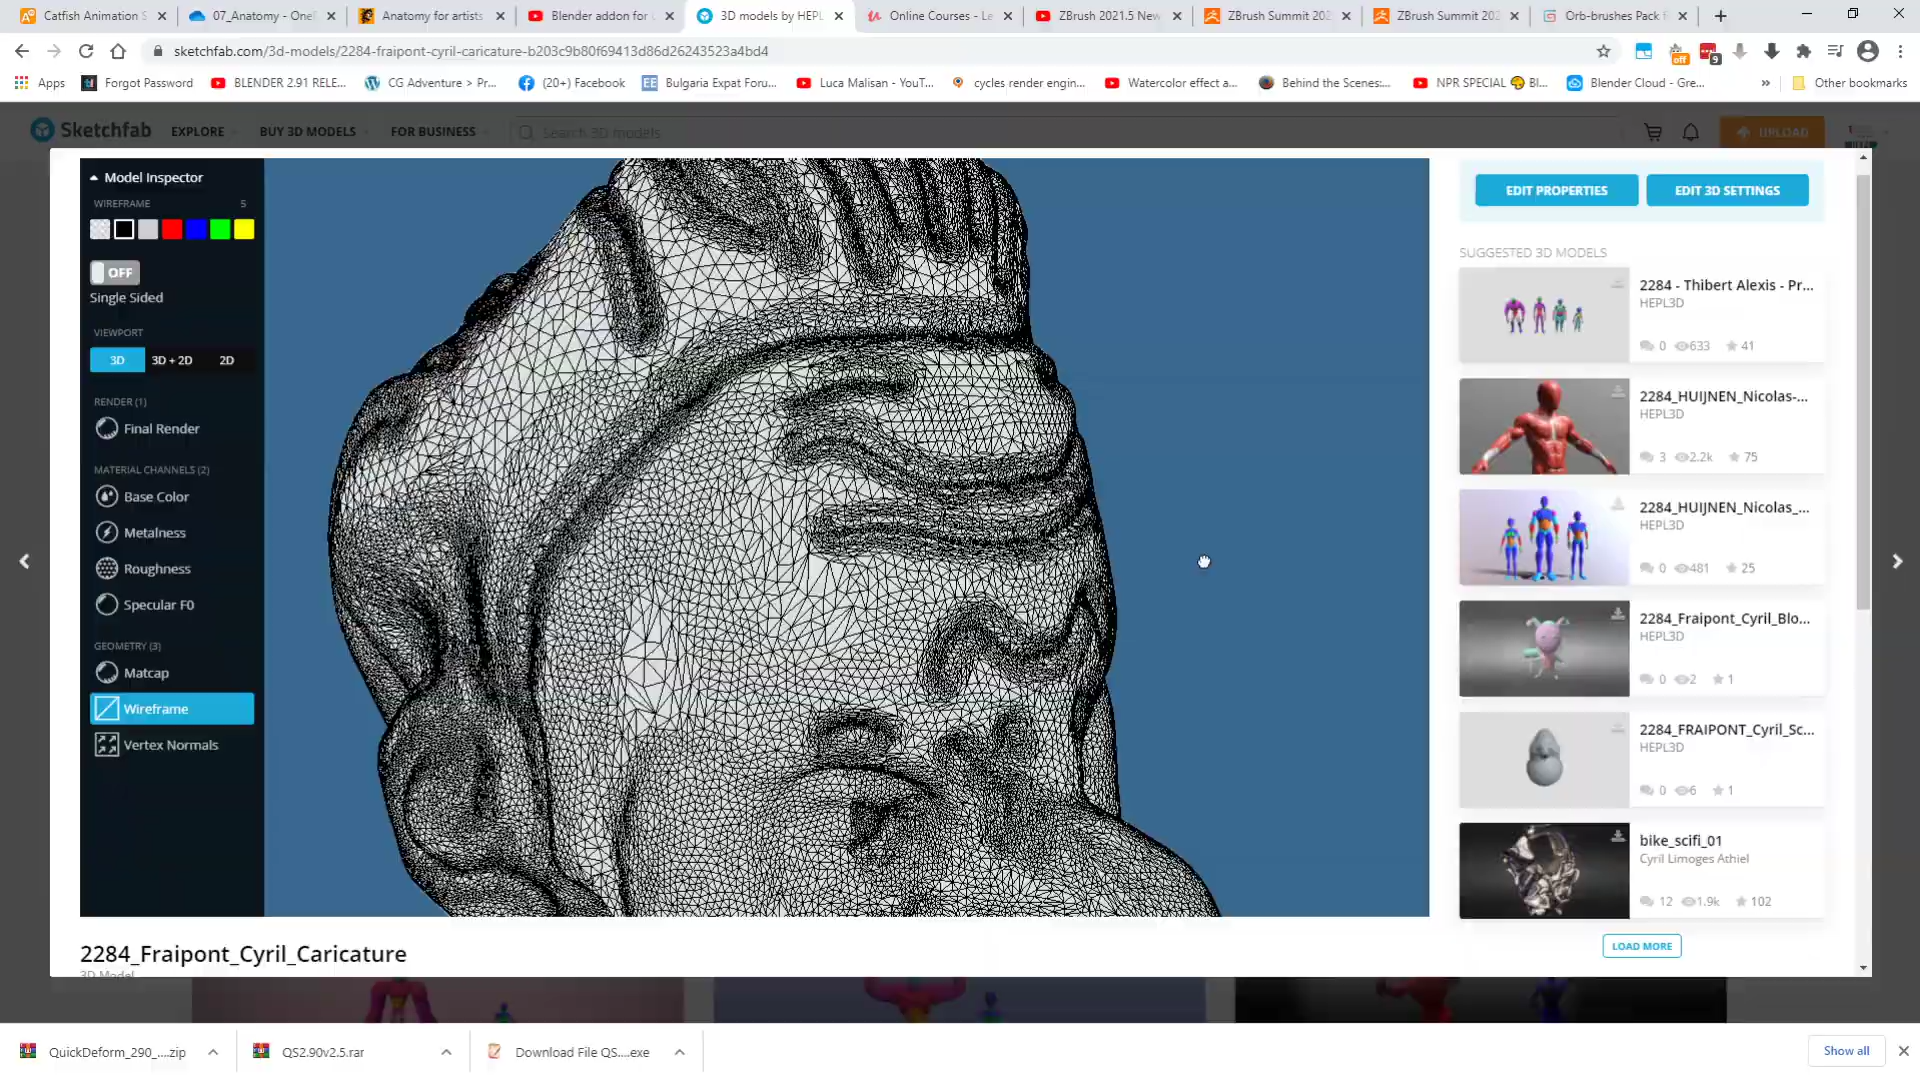 Catfish Animation S
07_Anatomy - OneD
Anatomy for artists
Blender addon for
3D models by HEPL
Online Courses - Le
ZBrush 2021.5 New
ZBrush Summit 202
ZBrush Summit 202
Orb-brushes Pack f
sketchfab.com/3d-models/2284-fraipont-cyril-caricature-b203c9b80f69413d86d26243523a4bd4
off
9
Apps
Forgot Password
BLENDER 2.91 RELE...
CG Adventure > Pr...
(20+) Facebook
EE
Bulgaria Expat Foru...
Luca Malisan - YouT...
cycles render engin...
Watercolor effect a...
Behind the Scenes:...
NPR SPECIAL Bl...
Blender Cloud - Gre...
»
Other bookmarks
Sketchfab
EXPLORE
BUY 3D MODELS
FOR BUSINESS
Search 3D models
UPLOAD
Model Inspector
WIREFRAME 5
OFF
Single Sided
VIEWPORT
3D 3D + 2D 2D
RENDER (1)
Final Render
MATERIAL CHANNELS (2)
Base Color
Metalness
Roughness
Specular F0
GEOMETRY (3)
Matcap
Wireframe
Vertex Normals
EDIT PROPERTIES
EDIT 3D SETTINGS
SUGGESTED 3D MODELS
2284 - Thibert Alexis - Pr...
HEPL3D
0 633 41
2284_HUIJNEN_Nicolas-...
HEPL3D
3 2.2k 75
2284_HUIJNEN_Nicolas_...
HEPL3D
0 481 25
2284_Fraipont_Cyril_Blo...
HEPL3D
0 2 1
2284_FRAIPONT_Cyril_Sc...
HEPL3D
0 6 1
bike_scifi_01
Cyril Limoges Athiel
12 1.9k 102
LOAD MORE
2284_Fraipont_Cyril_Caricature
3D Model
QuickDeform_290_....zip
QS2.90v2.5.rar
Download File QS....exe
Show all